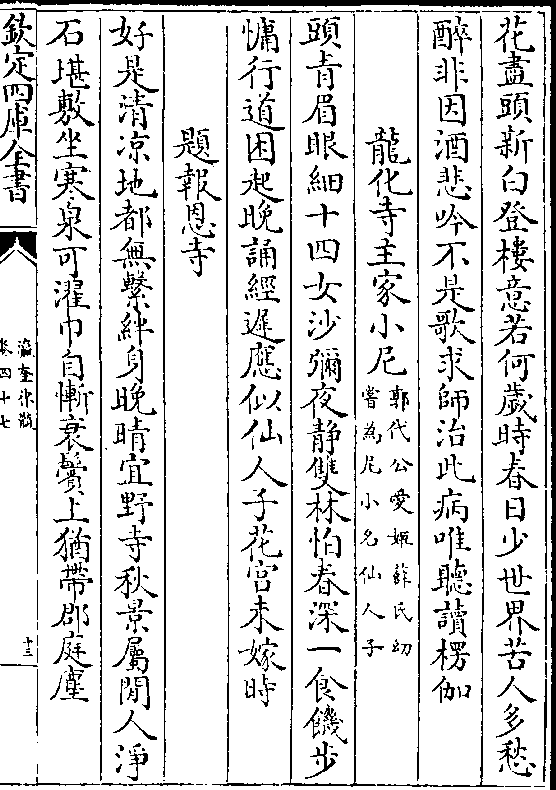 花盡頭新白登樓意若何歲時春日少世界苦人多愁
醉非因酒悲吟不是歌求師治此病唯聽讀楞伽
龍化寺主家小尼郭代公愛姬薛氏幼
嘗為尼小名仙人子
頭青眉眼細十四女沙彌夜静雙林怕春深一食饑步
慵行道困起晚誦經遲應似仙人子花宫未嫁時
題報恩寺
好是清凉地都無繫絆身晚晴宜野寺秋景屬閒人淨
石堪敷坐寒泉可濯巾自慚衰鬢上猶帶郡庭塵
欽定四庫全書
瀛奎律髓
卷四十七
十三